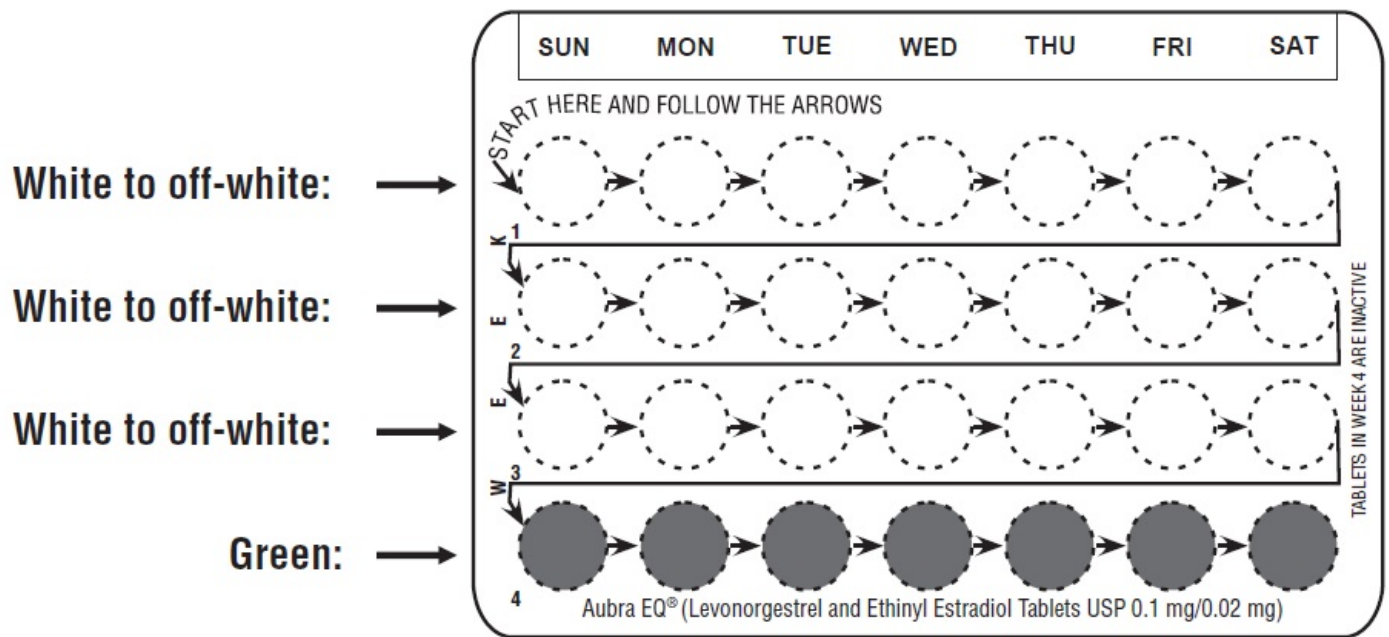 SUN MON TUE WED THU FRI SAT
START HERE AND FOLLOW THE ARROWS
White to off-white:
1
White to off-white:
2
White to off-white:
3
Green:
4
WEEK
TABLETS IN WEEK 4 ARE INACTIVE
Aubra EQ® (Levonorgestrel and Ethinyl Estradiol Tablets USP 0.1 mg/0.02 mg)